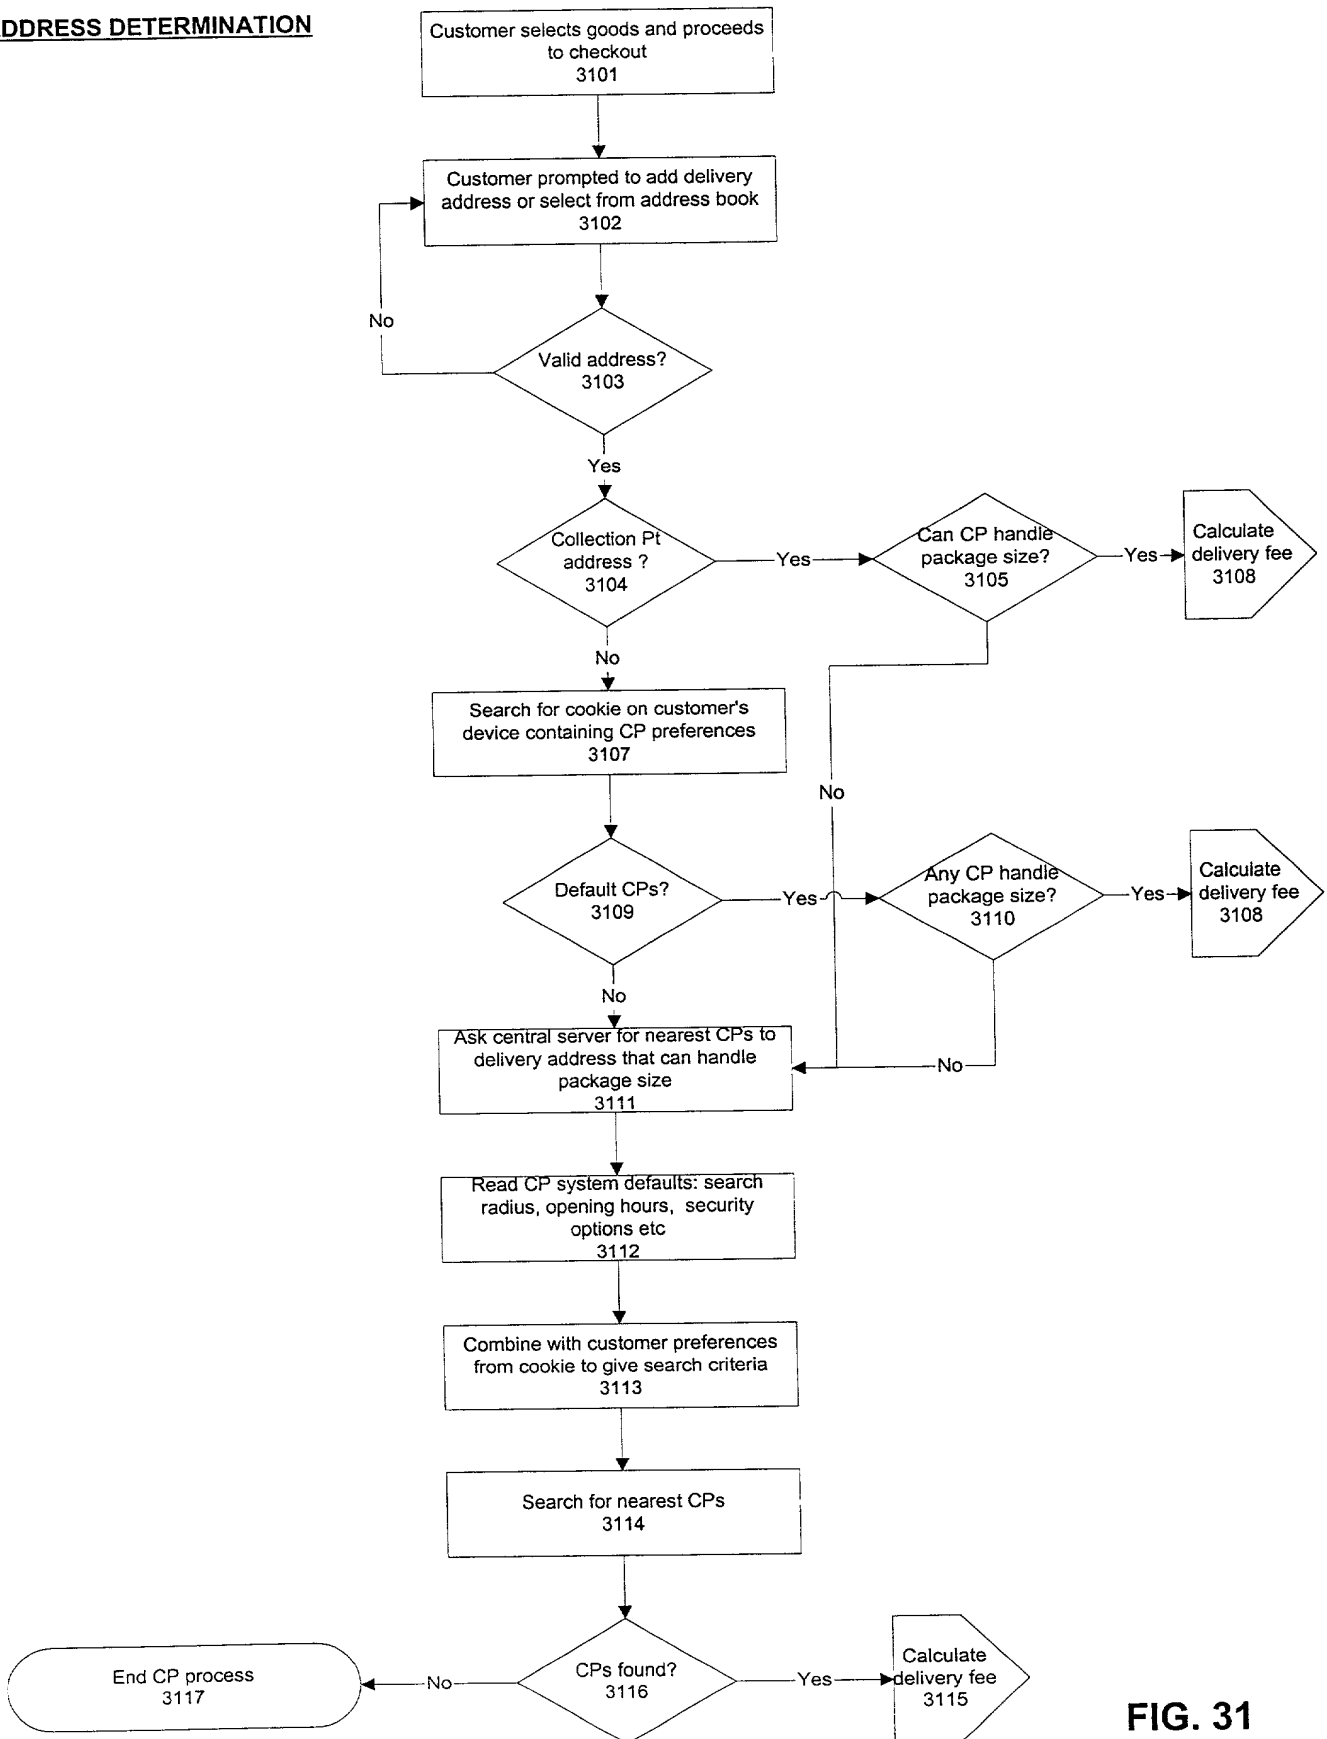 DDRESS DETERMINATION
Customer selects goods and proceeds
to checkout
3101
Customer prompted to add delivery
address or select from address book
3102
No
Valid address?
3103
Yes
Collection Pt
address ?
3104
Yes
Can CP handle
package size?
3105
Yes
Calculate
delivery fee
3108
No
Search for cookie on customer's
device containing CP preferences
3107
No
Default CPs?
3109
Yes
Any CP handle
package size?
3110
Yes
Calculate
delivery fee
3108
No
Ask central server for nearest CPs to
delivery address that can handle
package size
3111
No
Read CP system defaults: search
radius, opening hours, security
options etc
3112
Combine with customer preferences
from cookie to give search criteria
3113
Search for nearest CPs
3114
End CP process
3117
No
CPs found?
3116
Yes
Calculate
delivery fee
3115
FIG. 31